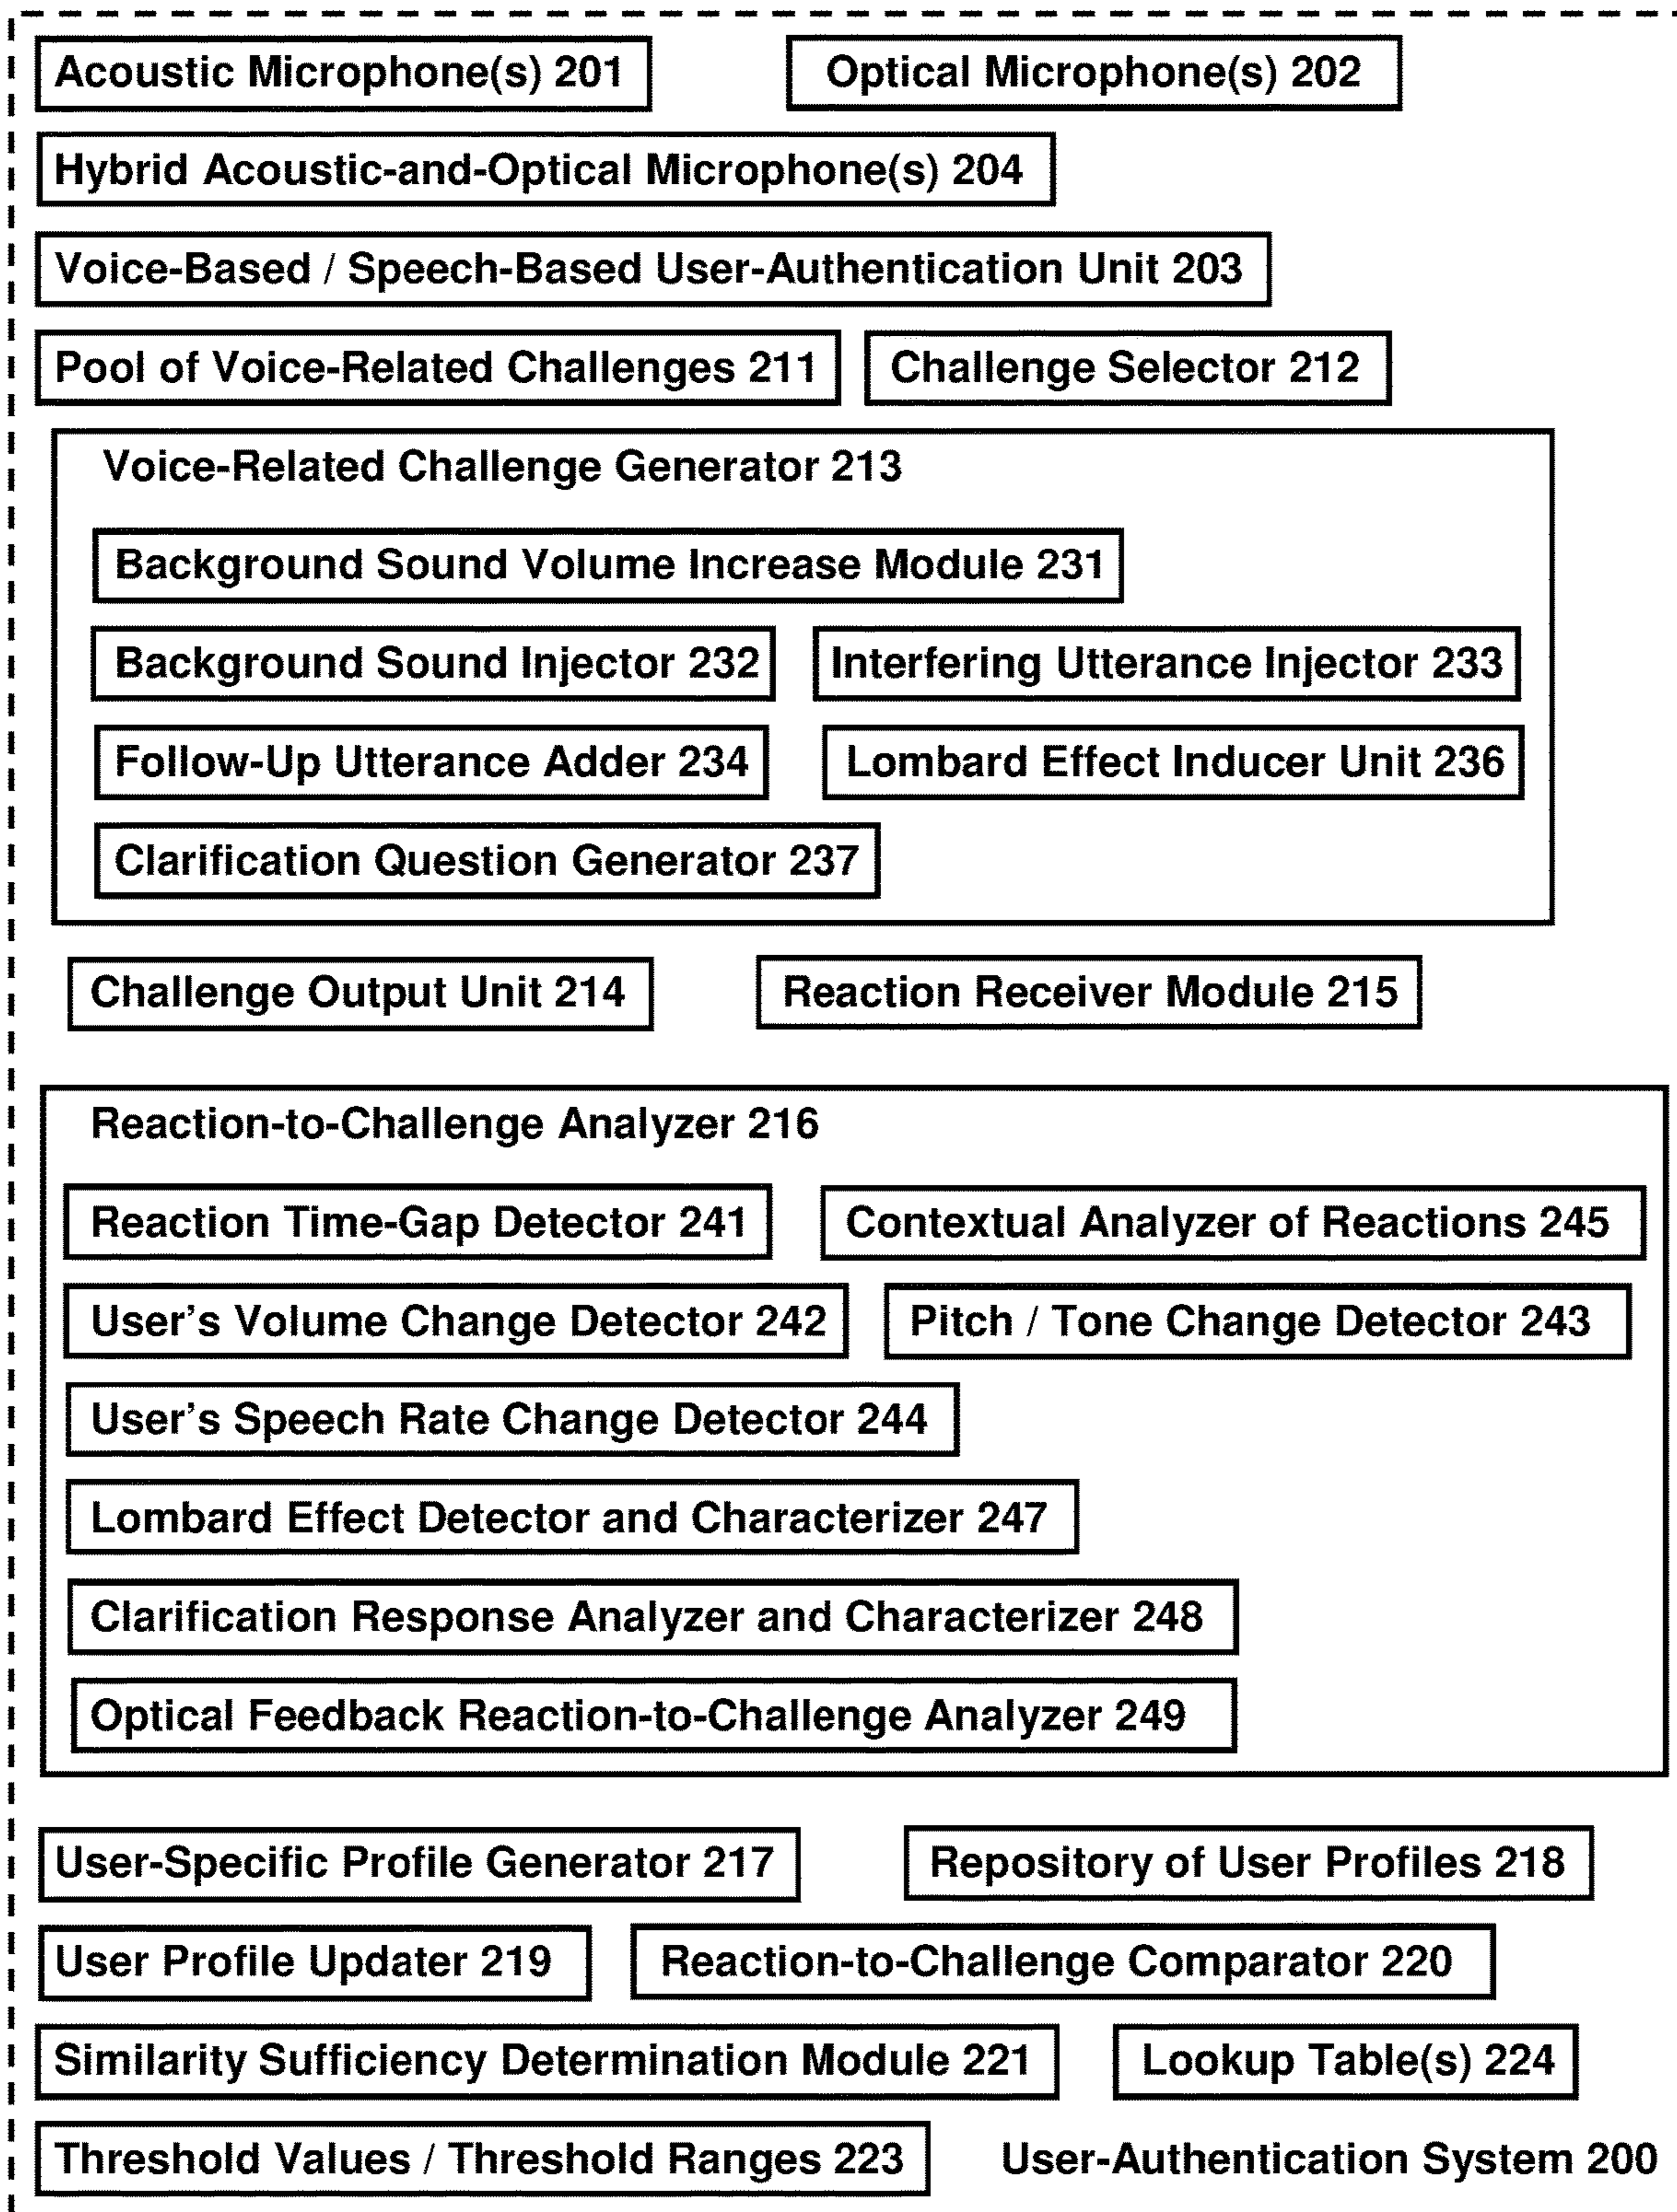 Acoustic Microphone(s) 201
Optical Microphone(s) 202
Hybrid Acoustic-and-Optical Microphone(s) 204
Voice-Based / Speech-Based User-Authentication Unit 203
Pool of Voice-Related Challenges 211
Challenge Selector 212
Voice-Related Challenge Generator 213
Background Sound Volume Increase Module 231
Background Sound Injector 232
Interfering Utterance Injector 233
Follow-Up Utterance Adder 234
Lombard Effect Inducer Unit 236
Clarification Question Generator 237
Challenge Output Unit 214
Reaction Receiver Module 215
Reaction-to-Challenge Analyzer 216
Reaction Time-Gap Detector 241
Contextual Analyzer of Reactions 245
User's Volume Change Detector 242
Pitch / Tone Change Detector 243
User's Speech Rate Change Detector 244
Lombard Effect Detector and Characterizer 247
Clarification Response Analyzer and Characterizer 248
Optical Feedback Reaction-to-Challenge Analyzer 249
User-Specific Profile Generator 217
Repository of User Profiles 218
User Profile Updater 219
Reaction-to-Challenge Comparator 220
Similarity Sufficiency Determination Module 221
Lookup Table(s) 224
Threshold Values / Threshold Ranges 223
User-Authentication System 200